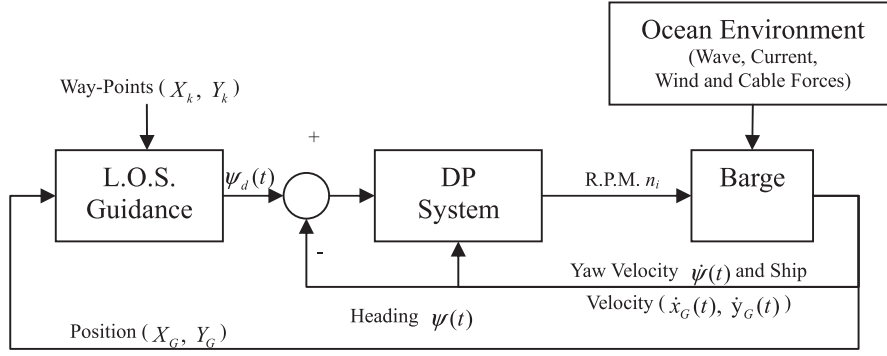 Ocean Environment
(Wave, Current,
Wind and Cable Forces)
Way-Points ( X_k, Y_k )
+
L.O.S.
Guidance
ψ_d(t)
DP
System
R.P.M. n_i
Barge
-
Yaw Velocity ψ̇(t) and Ship
Velocity ( ẋ_G(t), ẏ_G(t) )
Heading ψ(t)
Position ( X_G, Y_G )